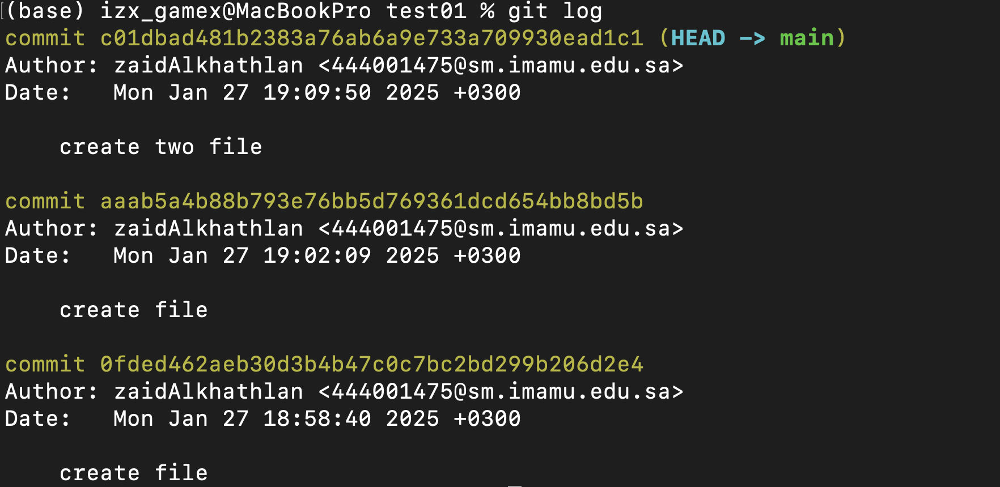 (base) izx_gamex@MacBookPro test01 % git log
commit c01dbad481b2383a76ab6a9e733a709930ead1c1 (HEAD -> main)
Author: zaidAlkhathlan <444001475@sm.imamu.edu.sa>
Date:   Mon Jan 27 19:09:50 2025 +0300
    create two file
commit aaab5a4b88b793e76bb5d769361dcd654bb8bd5b
Author: zaidAlkhathlan <444001475@sm.imamu.edu.sa>
Date:   Mon Jan 27 19:02:09 2025 +0300
    create file
commit 0fded462aeb30d3b4b47c0c7bc2bd299b206d2e4
Author: zaidAlkhathlan <444001475@sm.imamu.edu.sa>
Date:   Mon Jan 27 18:58:40 2025 +0300
    create file